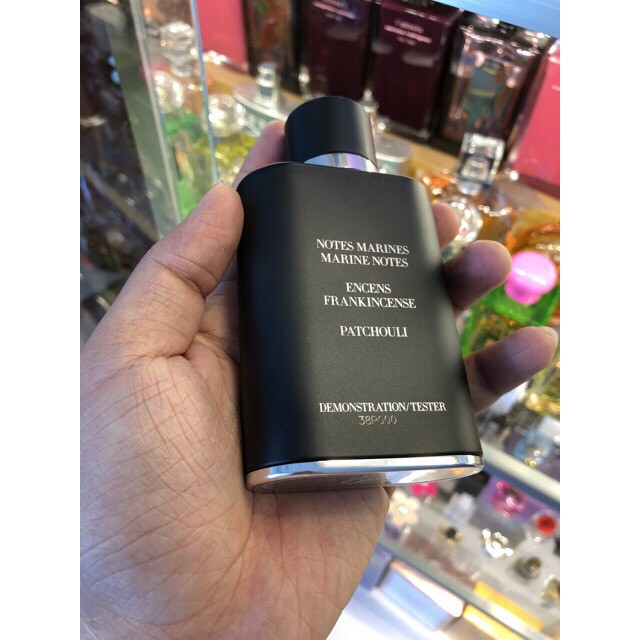 NOTES MARINES
MARINE NOTES
ENCENS
FRANKINCENSE
PATCHOULI
DEMONSTRATION/TESTER
38P000